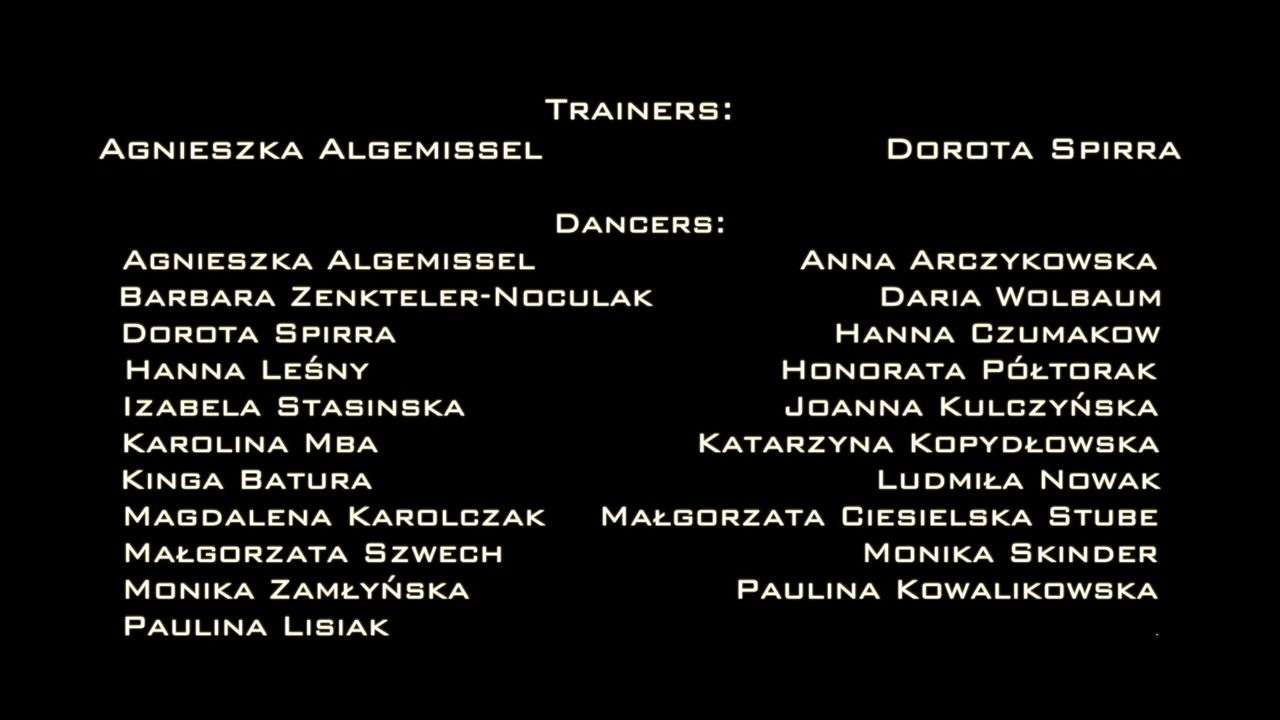 Trainers:
Agnieszka Algemissel Dorota Spirra
Dancers:
Agnieszka Algemissel Anna Arczykowska
Barbara Zenkteler-Noculak Daria Wolbaum
Dorota Spirra Hanna Czumakow
Hanna Leśny Honorata Półtorak
Izabela Stasinska Joanna Kulczyńska
Karolina Mba Katarzyna Kopydłowska
Kinga Batura Ludmiła Nowak
Magdalena Karolczak Małgorzata Ciesielska Stube
Małgorzata Szwech Monika Skinder
Monika Zamłyńska Paulina Kowalikowska
Paulina Lisiak .